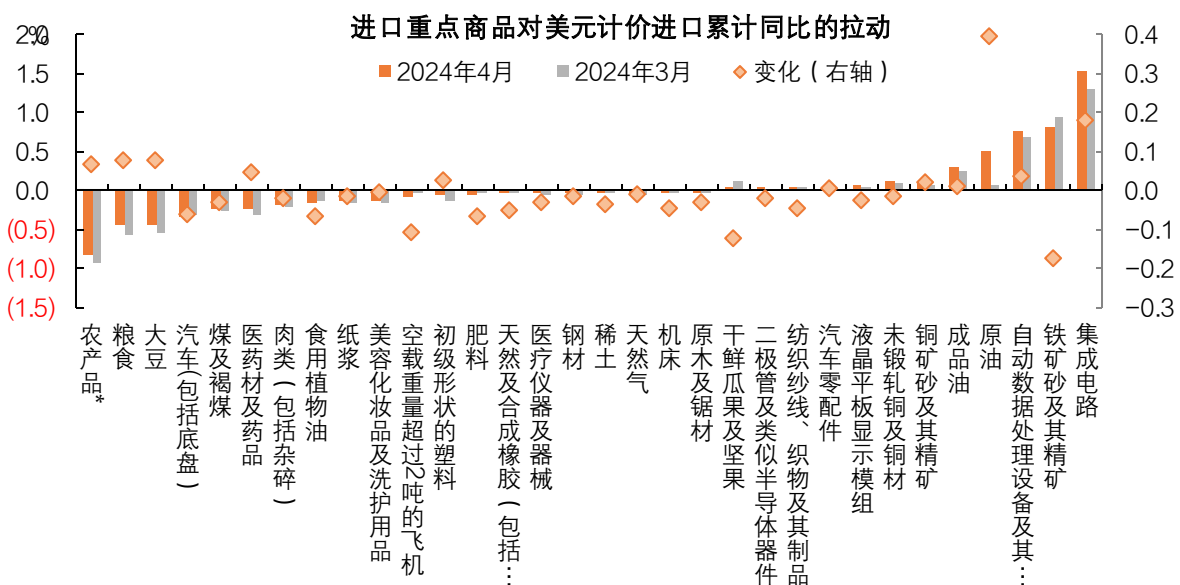 进口重点商品对美元计价进口累计同比的拉动
2024年4月
2024年3月
变化（右轴）
%
2.0
1.5
1.0
0.5
0.0
(0.5)
(1.0)
(1.5)
0.4
0.3
0.2
0.1
0.0
−0.1
−0.2
−0.3
农产品*
粮食
大豆
汽车(包括底盘)
煤及褐煤
医药材及药品
肉类(包括杂碎)
食用植物油
纸浆
美容化妆品及洗护用品
空载重量超过2吨的飞机
初级形状的塑料
肥料
天然及合成橡胶(包括…
医疗仪器及器械
钢材
稀土
天然气
机床
原木及锯材
干鲜瓜果及坚果
二极管及类似半导体器件
纺织纱线、织物及其制品
汽车零配件
液晶平板显示模组
未锻轧铜及铜材
铜矿砂及其精矿
成品油
原油
自动数据处理设备及其…
铁矿砂及其精矿
集成电路